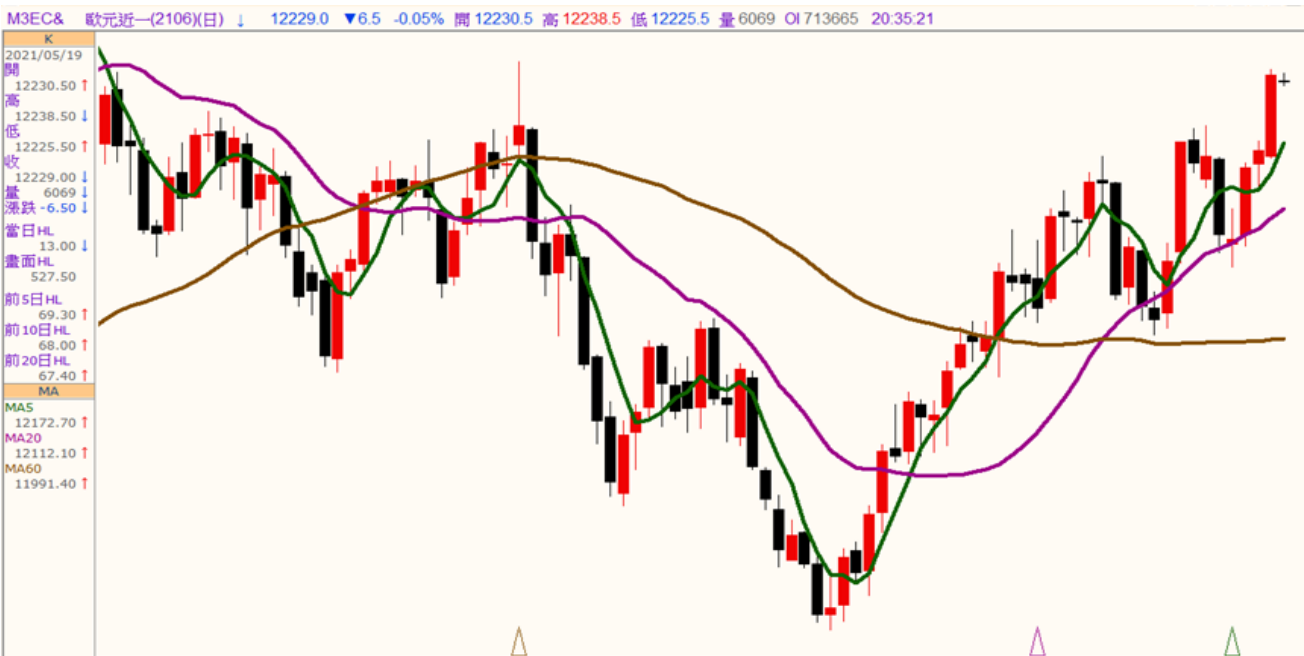 M3EC& 歐元近一(2106)(日) ↓ 12229.0 ▼6.5 -0.05% 開 12230.5 高 12238.5 低 12225.5 量 6069 OI 713665 20:35:21
K
2021/05/19
開
12230.50 ↑
高
12238.50 ↓
低
12225.50 ↑
收
12229.00 ↓
量 6069 ↓
漲跌 -6.50 ↓
當日HL
13.00 ↓
畫面HL
527.50
前5日HL
69.30 ↑
前10日HL
68.00 ↑
前20日HL
67.40 ↑
MA
MA5
12172.70 ↑
MA20
12112.10 ↑
MA60
11991.40 ↑